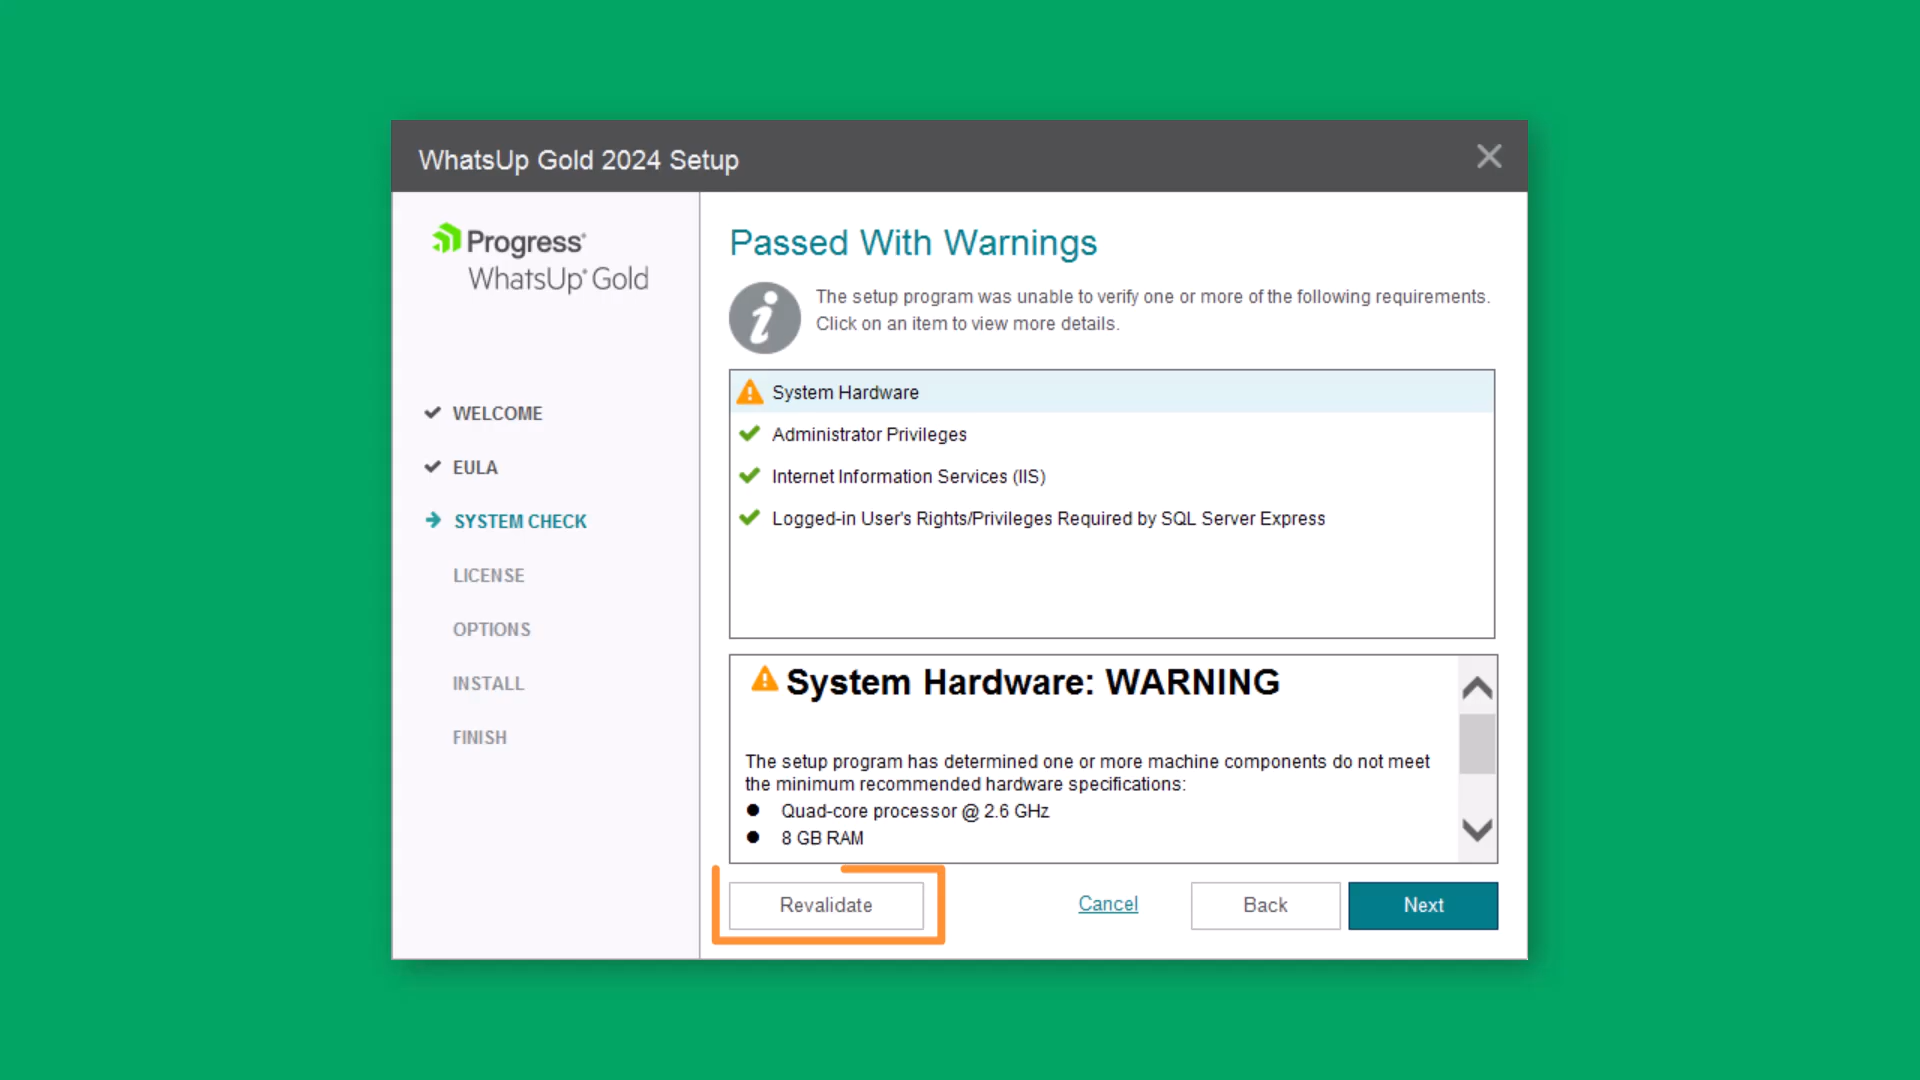 WhatsUp Gold 2024 Setup
Progress®
WhatsUp® Gold
WELCOME
EULA
SYSTEM CHECK
LICENSE
OPTIONS
INSTALL
FINISH
Passed With Warnings
The setup program was unable to verify one or more of the following requirements.
Click on an item to view more details.
System Hardware
Administrator Privileges
Internet Information Services (IIS)
Logged-in User's Rights/Privileges Required by SQL Server Express
System Hardware: WARNING
The setup program has determined one or more machine components do not meet
the minimum recommended hardware specifications:
● Quad-core processor @ 2.6 GHz
● 8 GB RAM
Revalidate
Cancel
Back
Next